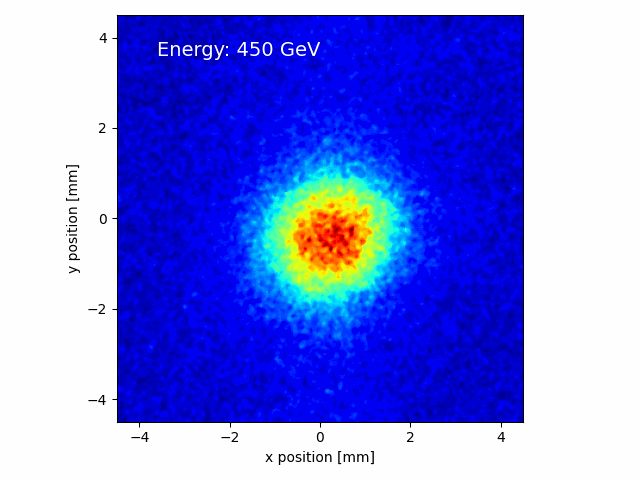 Energy: 450 GeV
4
2
0
−2
−4
y position [mm]
−4 −2 0 2 4
x position [mm]